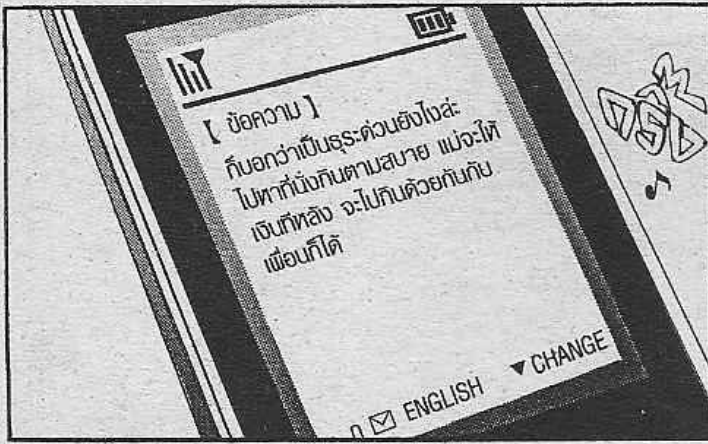 【 ข้อความ 】
ก็บอกว่าเป็นธุระด่วนยังไงล่ะ
ไปหาที่นั่งกินตามสบาย แม่จะให้
เงินทีหลัง จะไปกินด้วยกันกับ
เพื่อนก็ได้
ENGLISH ▼ CHANGE